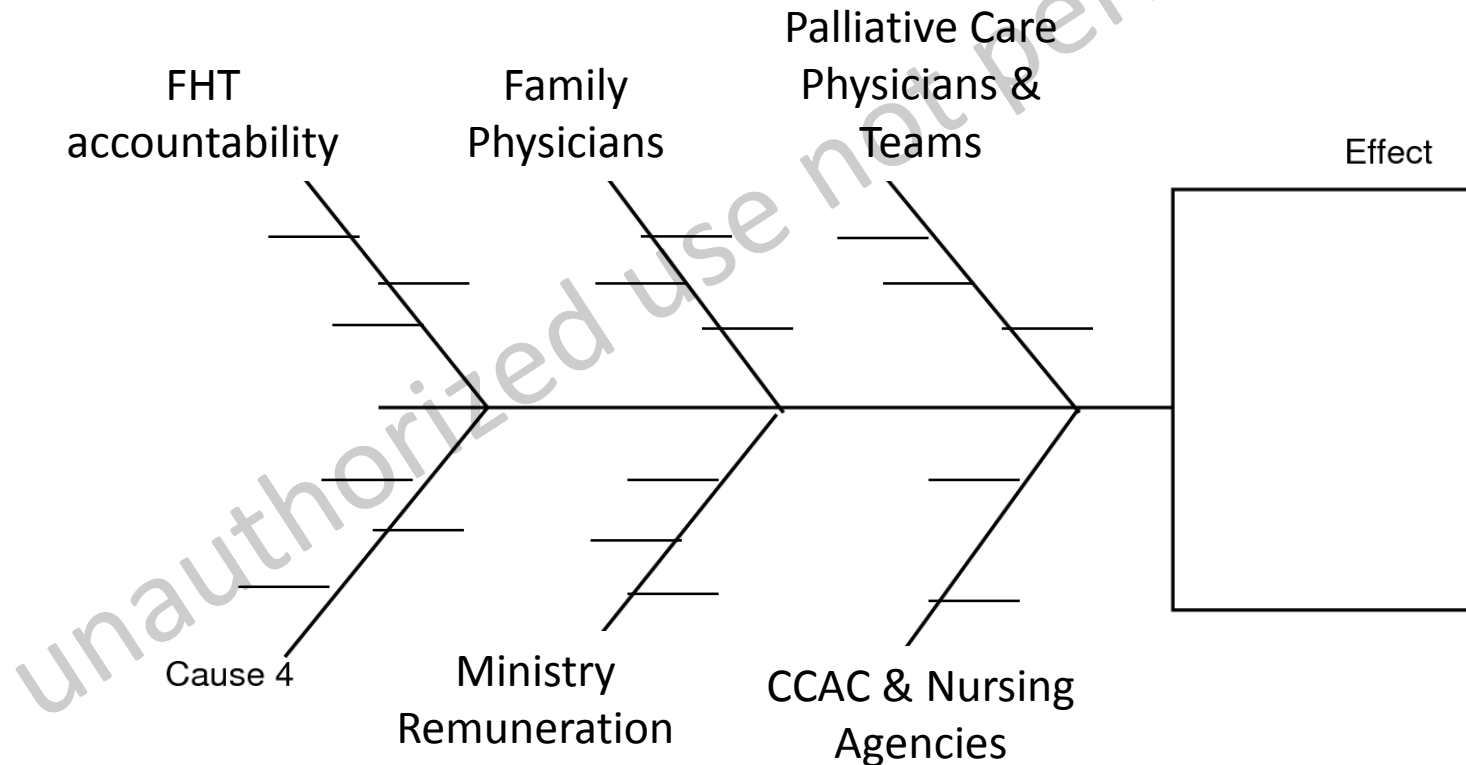 FHT
accountability
Family
Physicians
Palliative Care
Physicians &
Teams
Effect
Cause 4
Ministry
Remuneration
CCAC & Nursing
Agencies
unauthorized use not per